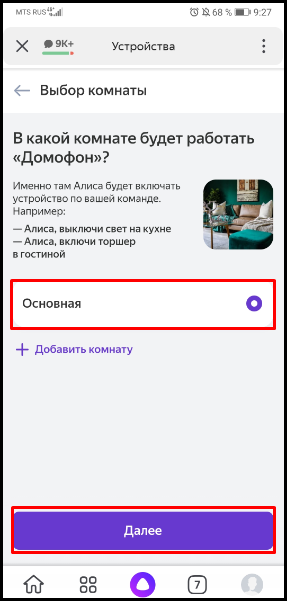 MTS RUS 68 % 9:27
9K+ Устройства
Выбор комнаты
В какой комнате будет работать
«Домофон»?
Именно там Алиса будет включать
устройство по вашей команде.
Например:
— Алиса, выключи свет на кухне
— Алиса, включи торшер
в гостиной
Основная
Добавить комнату
Далее
7